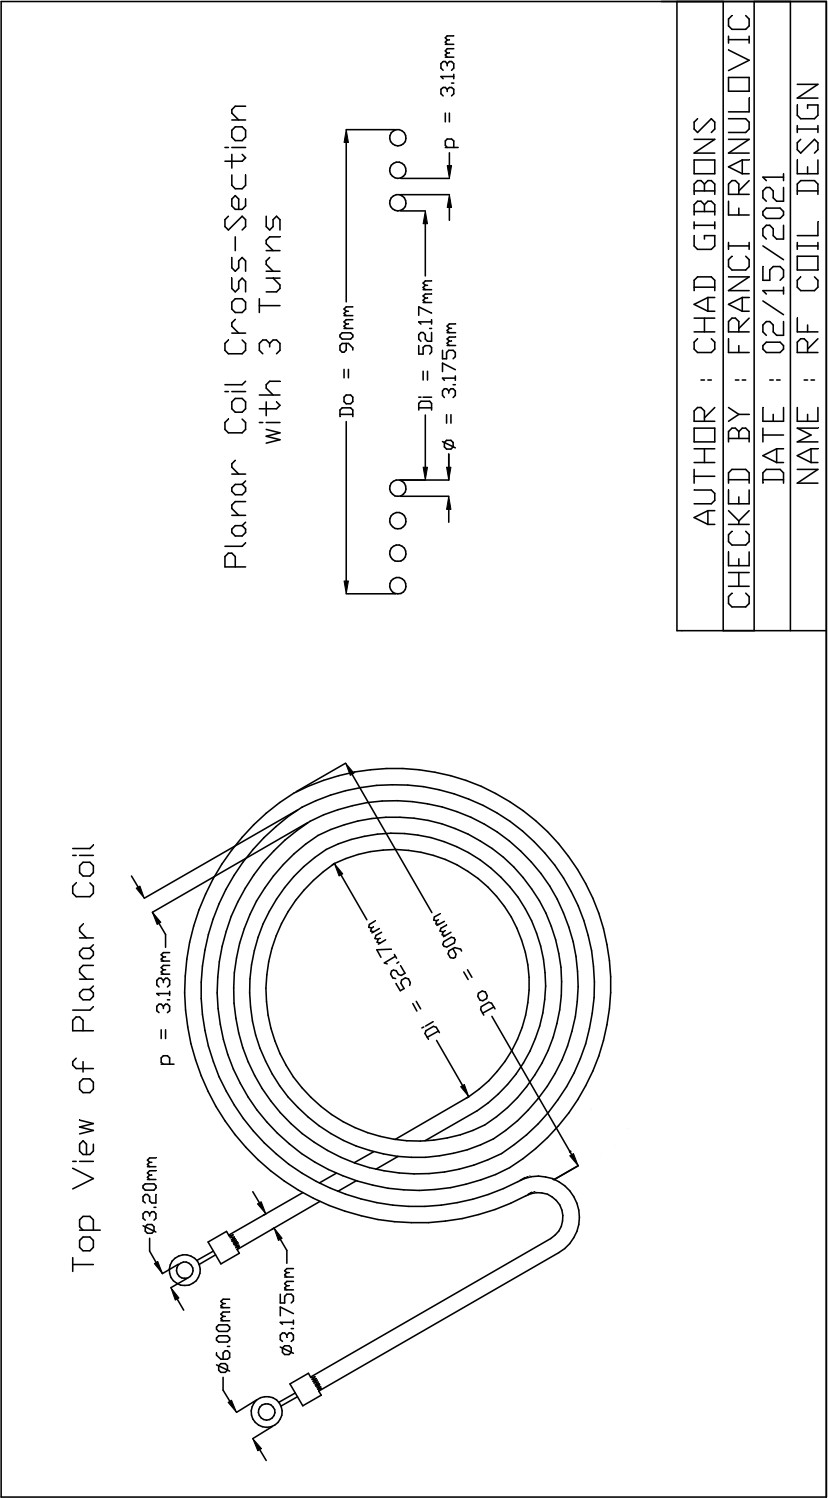 Top View of Planar Coil
Ø3.20mm
p = 3.13mm
Ø6.00mm
Ø3.175mm
Di = 52.17mm
Do = 90mm
Planar Coil Cross-Section
with 3 Turns
Do = 90mm
Di = 52.17mm
Ø = 3.175mm
p = 3.13mm
AUTHOR : CHAD GIBBONS
CHECKED BY : FRANCI FRANULOVIC
DATE : 02/15/2021
NAME : RF COIL DESIGN